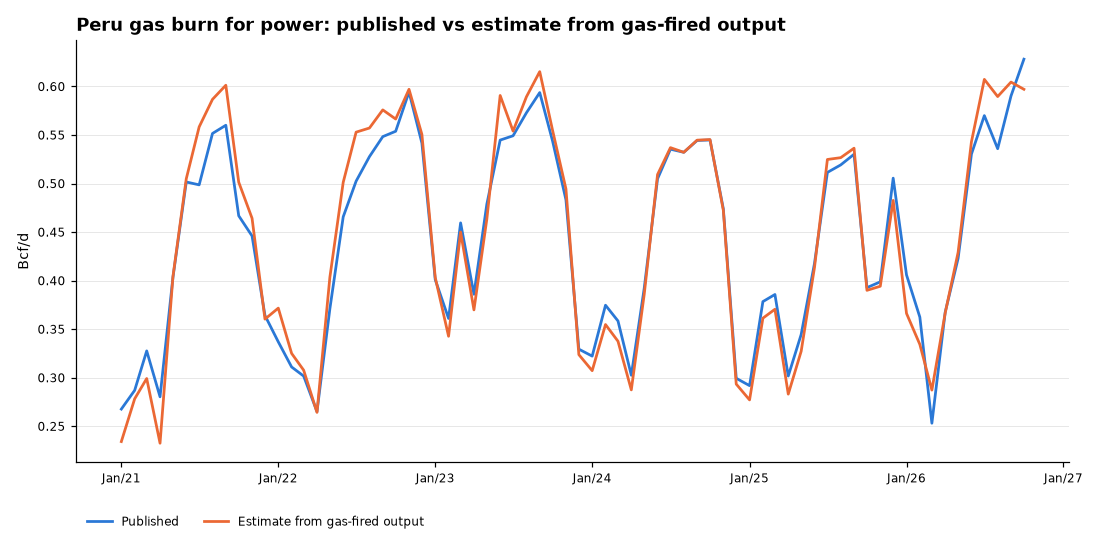 Peru gas burn for power: published vs estimate from gas-fired output
Bcf/d
0.60
0.55
0.50
0.45
0.40
0.35
0.30
0.25
Jan/21 Jan/22 Jan/23 Jan/24 Jan/25 Jan/26 Jan/27
Published Estimate from gas-fired output